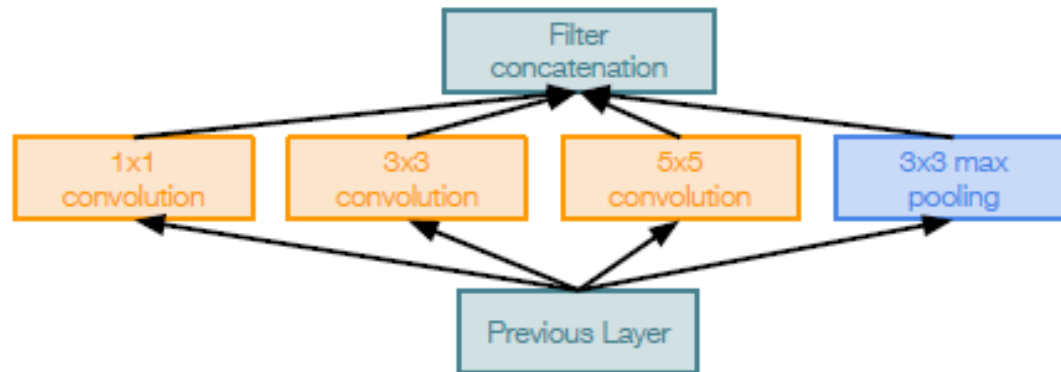 Filter
concatenation
1x1
convolution
3x3
convolution
5x5
convolution
3x3 max
pooling
Previous Layer